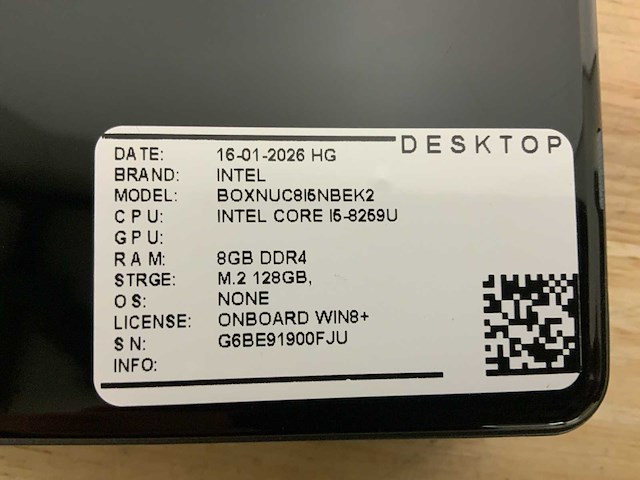 DESKTOP
DATE: 16-01-2026 HG
BRAND: INTEL
MODEL: BOXNUC8I5NBEK2
CPU: INTEL CORE I5-8259U
GPU:
RAM: 8GB DDR4
STRGE: M.2 128GB,
OS: NONE
LICENSE: ONBOARD WIN8+
SN: G6BE91900FJU
INFO: